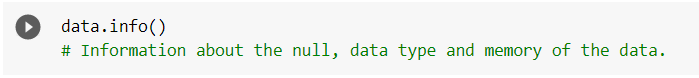 data.info()
# Information about the null, data type and memory of the data.